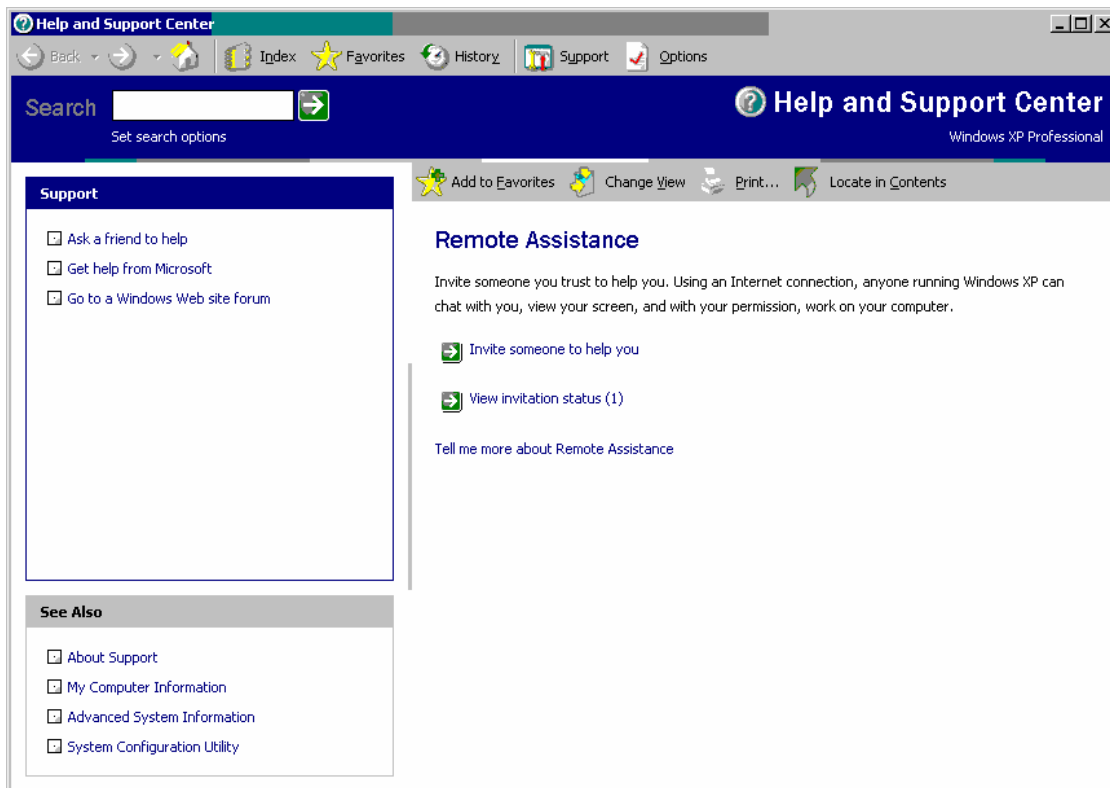 Help and Support Center
Back Index Favorites History Support Options
Search
Set search options
Help and Support Center
Windows XP Professional
Add to Favorites Change View Print... Locate in Contents
Support
Ask a friend to help
Get help from Microsoft
Go to a Windows Web site forum
Remote Assistance
Invite someone you trust to help you. Using an Internet connection, anyone running Windows XP can
chat with you, view your screen, and with your permission, work on your computer.
Invite someone to help you
View invitation status (1)
Tell me more about Remote Assistance
See Also
About Support
My Computer Information
Advanced System Information
System Configuration Utility